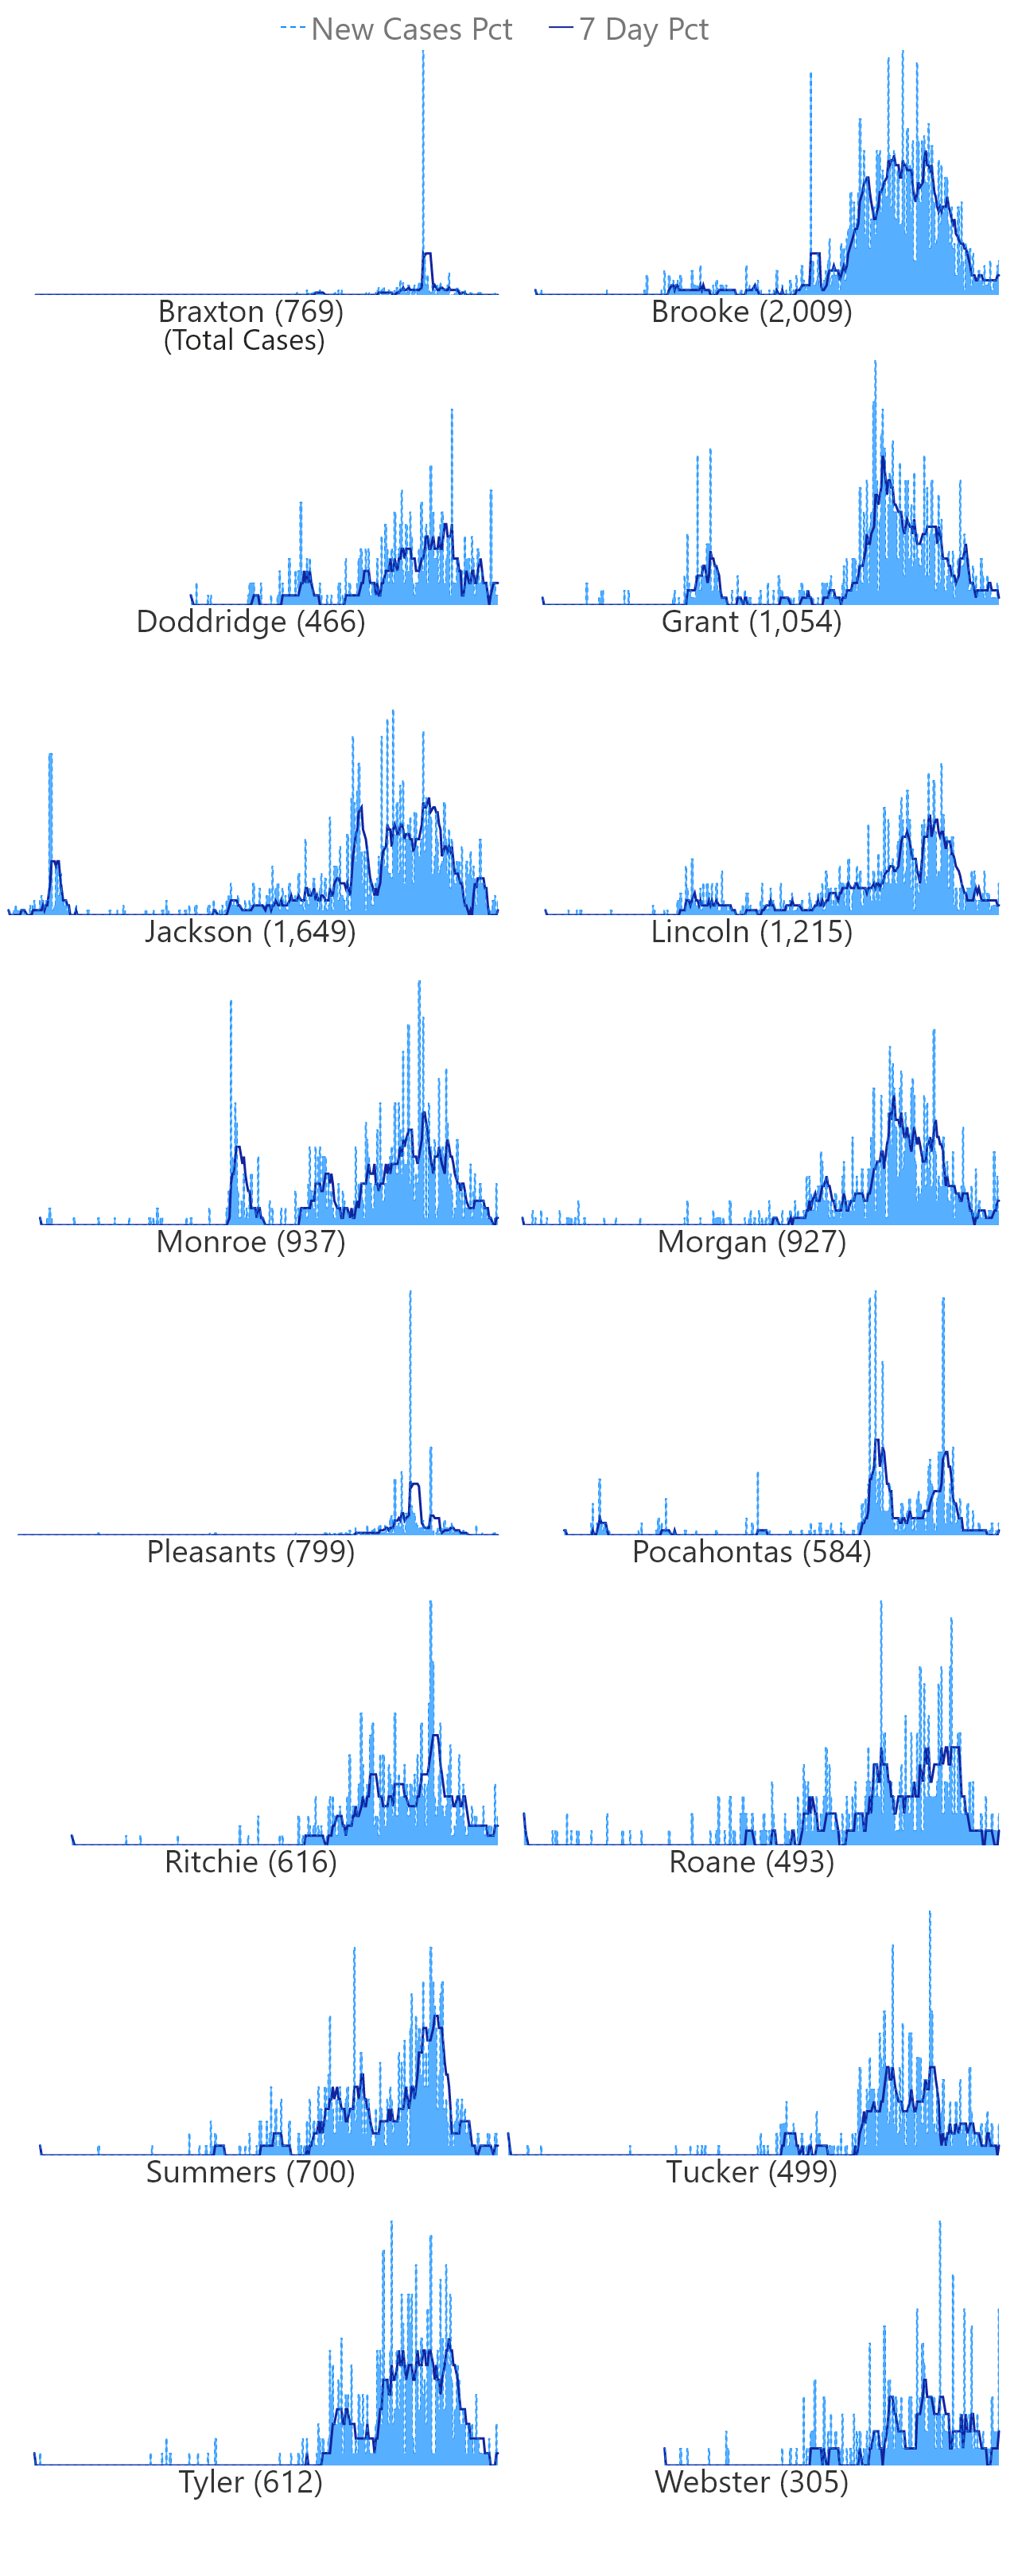 New Cases Pct 7 Day Pct
Braxton (769) Brooke (2,009)
(Total Cases)
Doddridge (466) Grant (1,054)
Jackson (1,649) Lincoln (1,215)
Monroe (937) Morgan (927)
Pleasants (799) Pocahontas (584)
Ritchie (616) Roane (493)
Summers (700) Tucker (499)
Tyler (612) Webster (305)